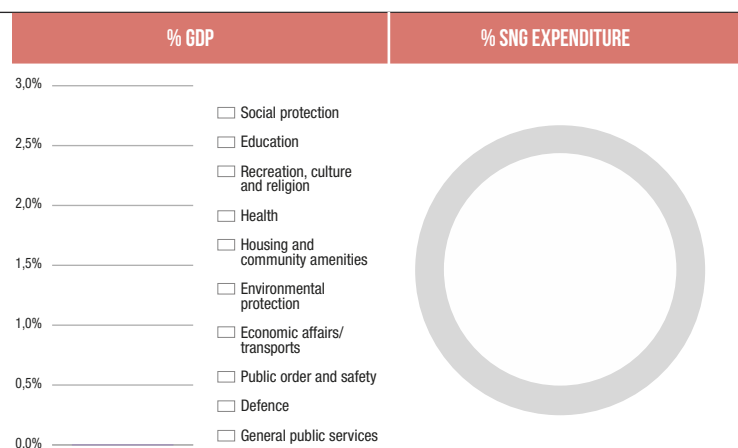 % GDP
% SNG EXPENDITURE
3,0%
2,5%
2,0%
1,5%
1,0%
0,5%
0,0%
Social protection
Education
Recreation, culture
and religion
Health
Housing and
community amenities
Environmental
protection
Economic affairs/
transports
Public order and safety
Defence
General public services